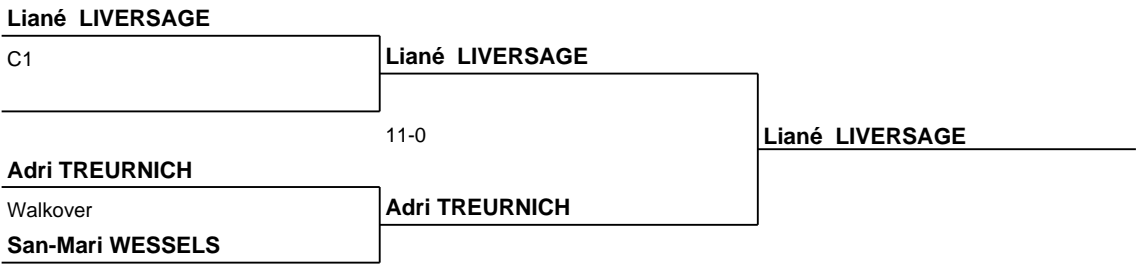 Liané LIVERSAGE
C1
Liané LIVERSAGE
11-0
Liané LIVERSAGE
Adri TREURNICH
Walkover
Adri TREURNICH
San-Mari WESSELS